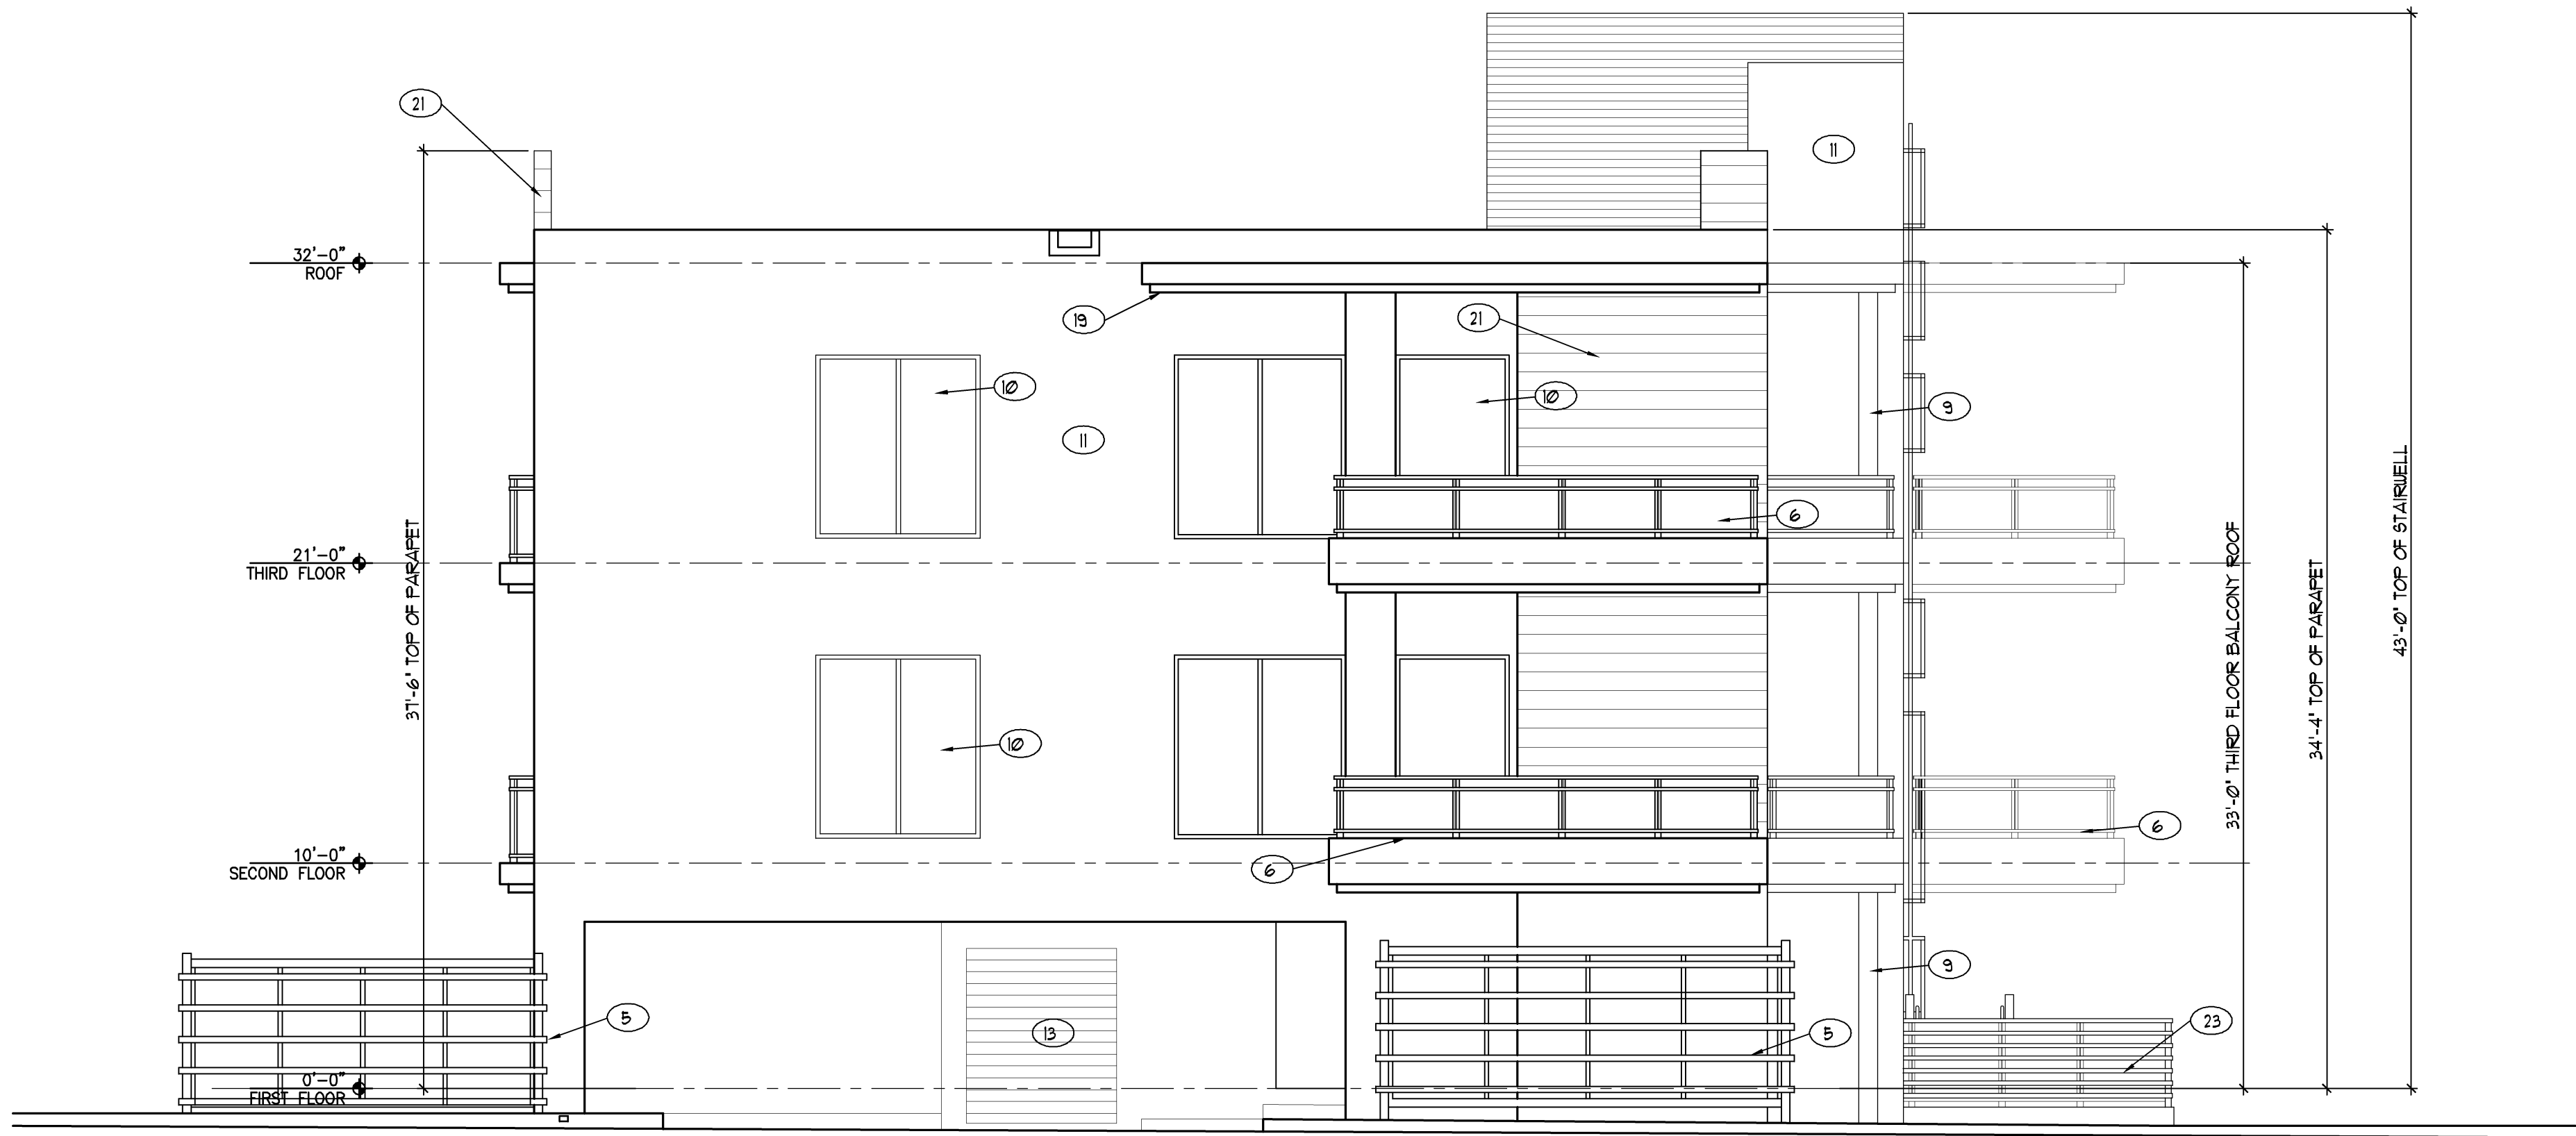 21
11
32'-0"
ROOF
19
21
10
10
9
11
6
37'-6" TOP OF PARAPET
21'-0"
THIRD FLOOR
33'-0" THIRD FLOOR BALCONY ROOF
34'-4" TOP OF PARAPET
43'-0" TOP OF STAIRWELL
10
6
10'-0"
SECOND FLOOR
6
9
5
13
5
23
0'-0"
FIRST FLOOR